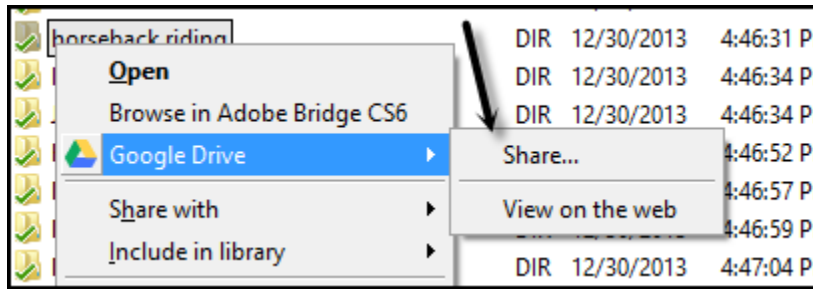 horseback riding DIR 12/30/2013 4:46:31 P
Open DIR 12/30/2013 4:46:34 P
Browse in Adobe Bridge CS6 DIR 12/30/2013 4:46:34 P
Google Drive Share... 4:46:52 P
4:46:57 P
Share with View on the web 4:46:59 P
Include in library DIR 12/30/2013 4:47:04 P